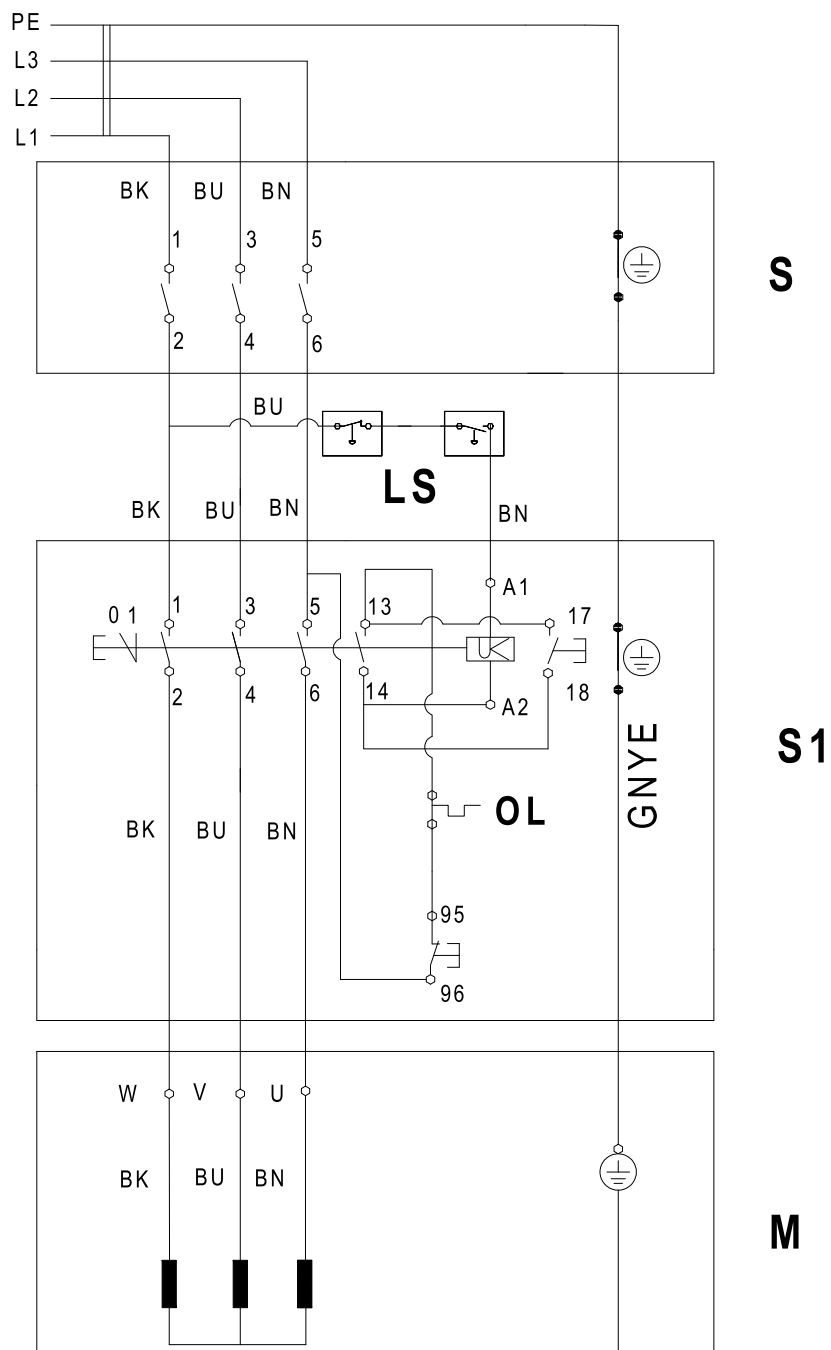 PE
L3
L2
L1
BK BU BN
1 3 5
S
2 4 6
BU
LS
BK BU BN BN
A1
0 1 1 3 5 13 17
2 4 6 14 A2 18
S1
GNYE
OL
BK BU BN
95
96
W V U
BK BU BN
M